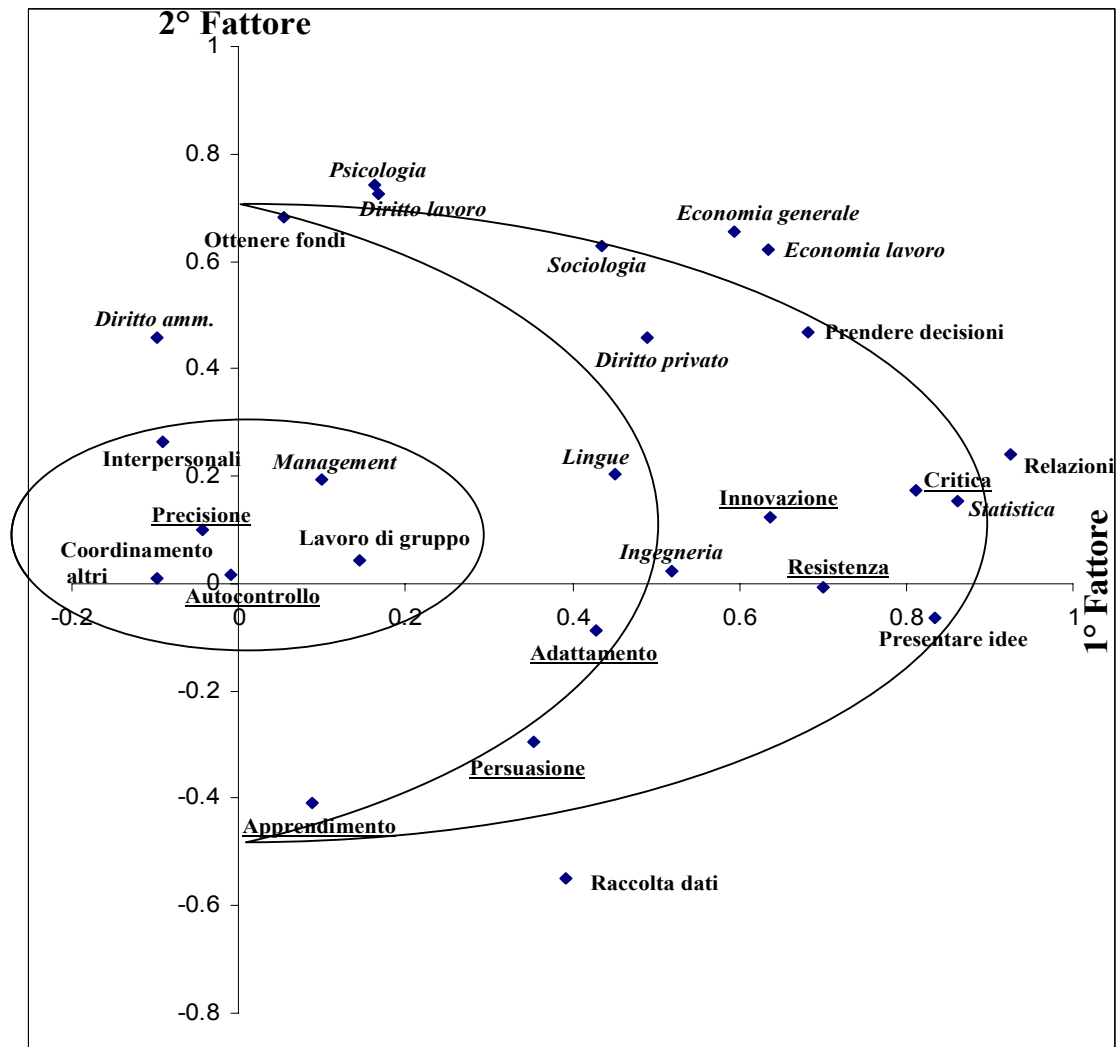 2° Fattore
1
0.8
Psicologia
Diritto lavoro
Economia generale
Ottenere fondi
0.6
Sociologia
Economia lavoro
Diritto amm.
Prendere decisioni
0.4
Diritto privato
Interpersonali
Management
Lingue
Relazioni
0.2
Critica
Innovazione
Statistica
Precisione
Lavoro di gruppo
Coordinamento
altri
Ingegneria
Resistenza
0
Autocontrollo
-0.2
0
0.2
0.4
0.6
0.8
1
1° Fattore
Presentare idee
Adattamento
-0.2
Persuasione
-0.4
Apprendimento
Raccolta dati
-0.6
-0.8